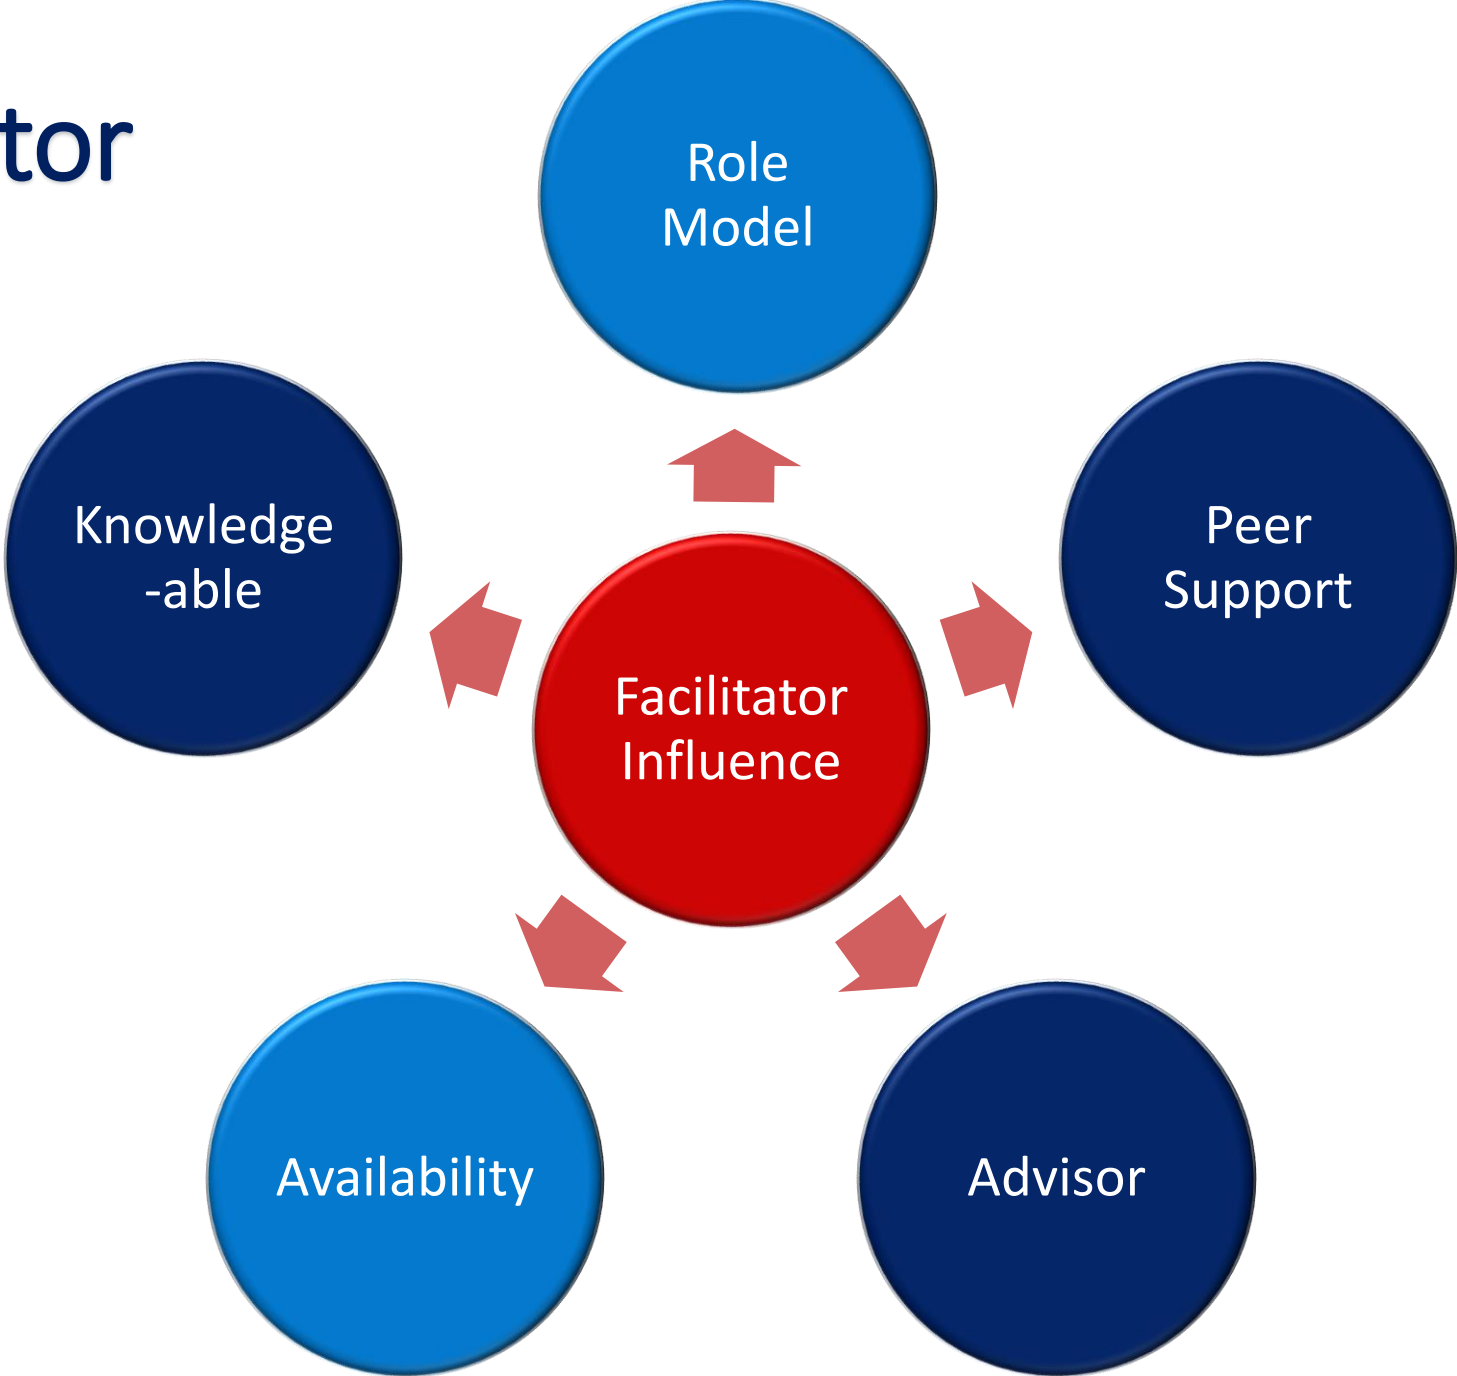 tor
Role
Model
Knowledge
-able
Peer
Support
Facilitator
Influence
Availability
Advisor